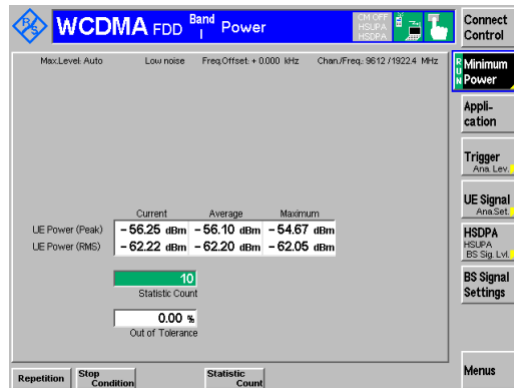 R&S WCDMA FDD Band I Power
CM OFF
HSUPA
HSDPA
Connect Control
Max.Level: Auto Low noise Freq.Offset: + 0.000 kHz Chan./Freq.: 9612 / 1922.4 MHz
RUN Minimum Power
Appli-cation
Trigger
Ana. Lev.
UE Signal
Ana.Set.
HSDPA
HSUPA
BS Sig. Lvl.
BS Signal Settings
Current Average Maximum
UE Power (Peak) – 56.25 dBm – 56.10 dBm – 54.67 dBm
UE Power (RMS) – 62.22 dBm – 62.20 dBm – 62.05 dBm
10
Statistic Count
0.00 %
Out of Tolerance
Repetition Stop Condition Statistic Count Menus